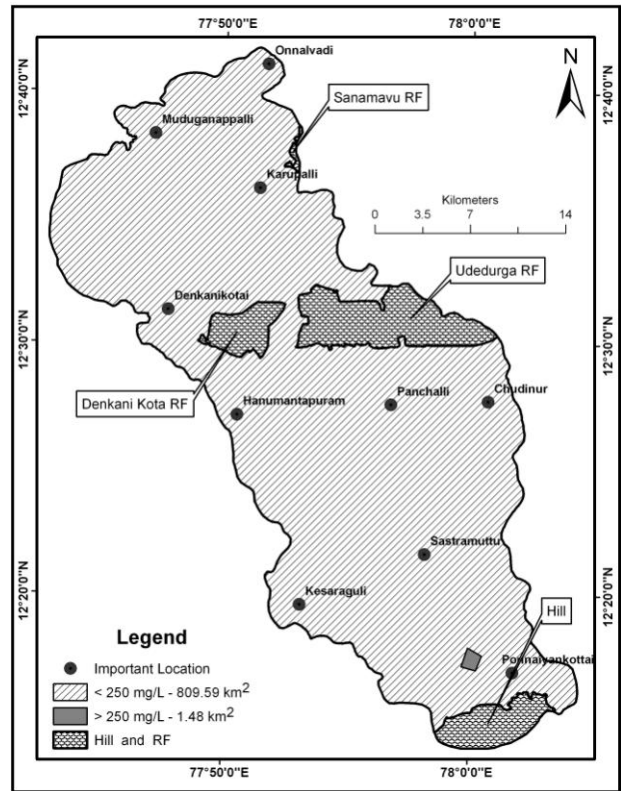 77°50'0"E
78°0'0"E
Onnalvadi
N
12°40'0"N
12°40'0"N
Sanamavu RF
Muduganappalli
Karupalli
Kilometers
0 3.5 7 14
Udedurga RF
Denkanikotai
12°30'0"N
12°30'0"N
Denkani Kota RF
Hanumantapuram
Panchalli
Chudinur
Sastramuttu
12°20'0"N
12°20'0"N
Kesaraguli
Hill
Ponnaiyankottai
Legend
Important Location
< 250 mg/L - 809.59 km2
> 250 mg/L - 1.48 km2
Hill and RF
77°50'0"E
78°0'0"E